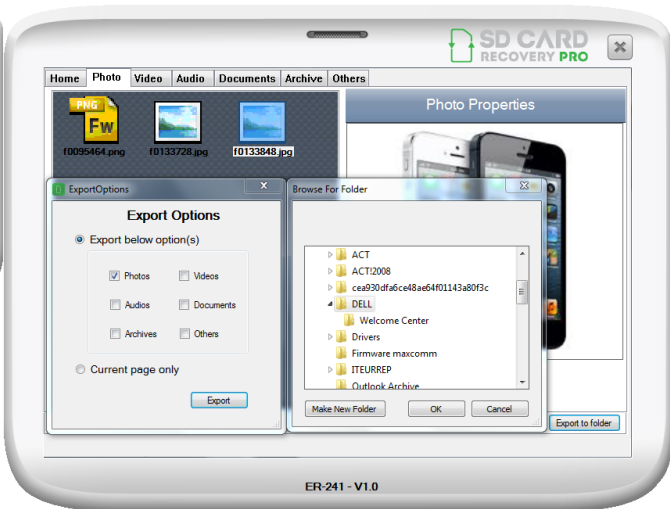 SD CARD
RECOVERY PRO
Home Photo Video Audio Documents Archive Others
PNG
Fw
f0095464.png f0133728.jpg f0133848.jpg
Photo Properties
ExportOptions
Export Options
Export below option(s)
Photos Videos
Audios Documents
Archives Others
Current page only
Export
Browse For Folder
ACT
ACT!2008
cea930dfa6ce48ae64f01143a80f3c
DELL
Welcome Center
Drivers
Firmware maxcomm
ITEURREP
Outlook Archive
Make New Folder OK Cancel
Export to folder
ER-241 - V1.0